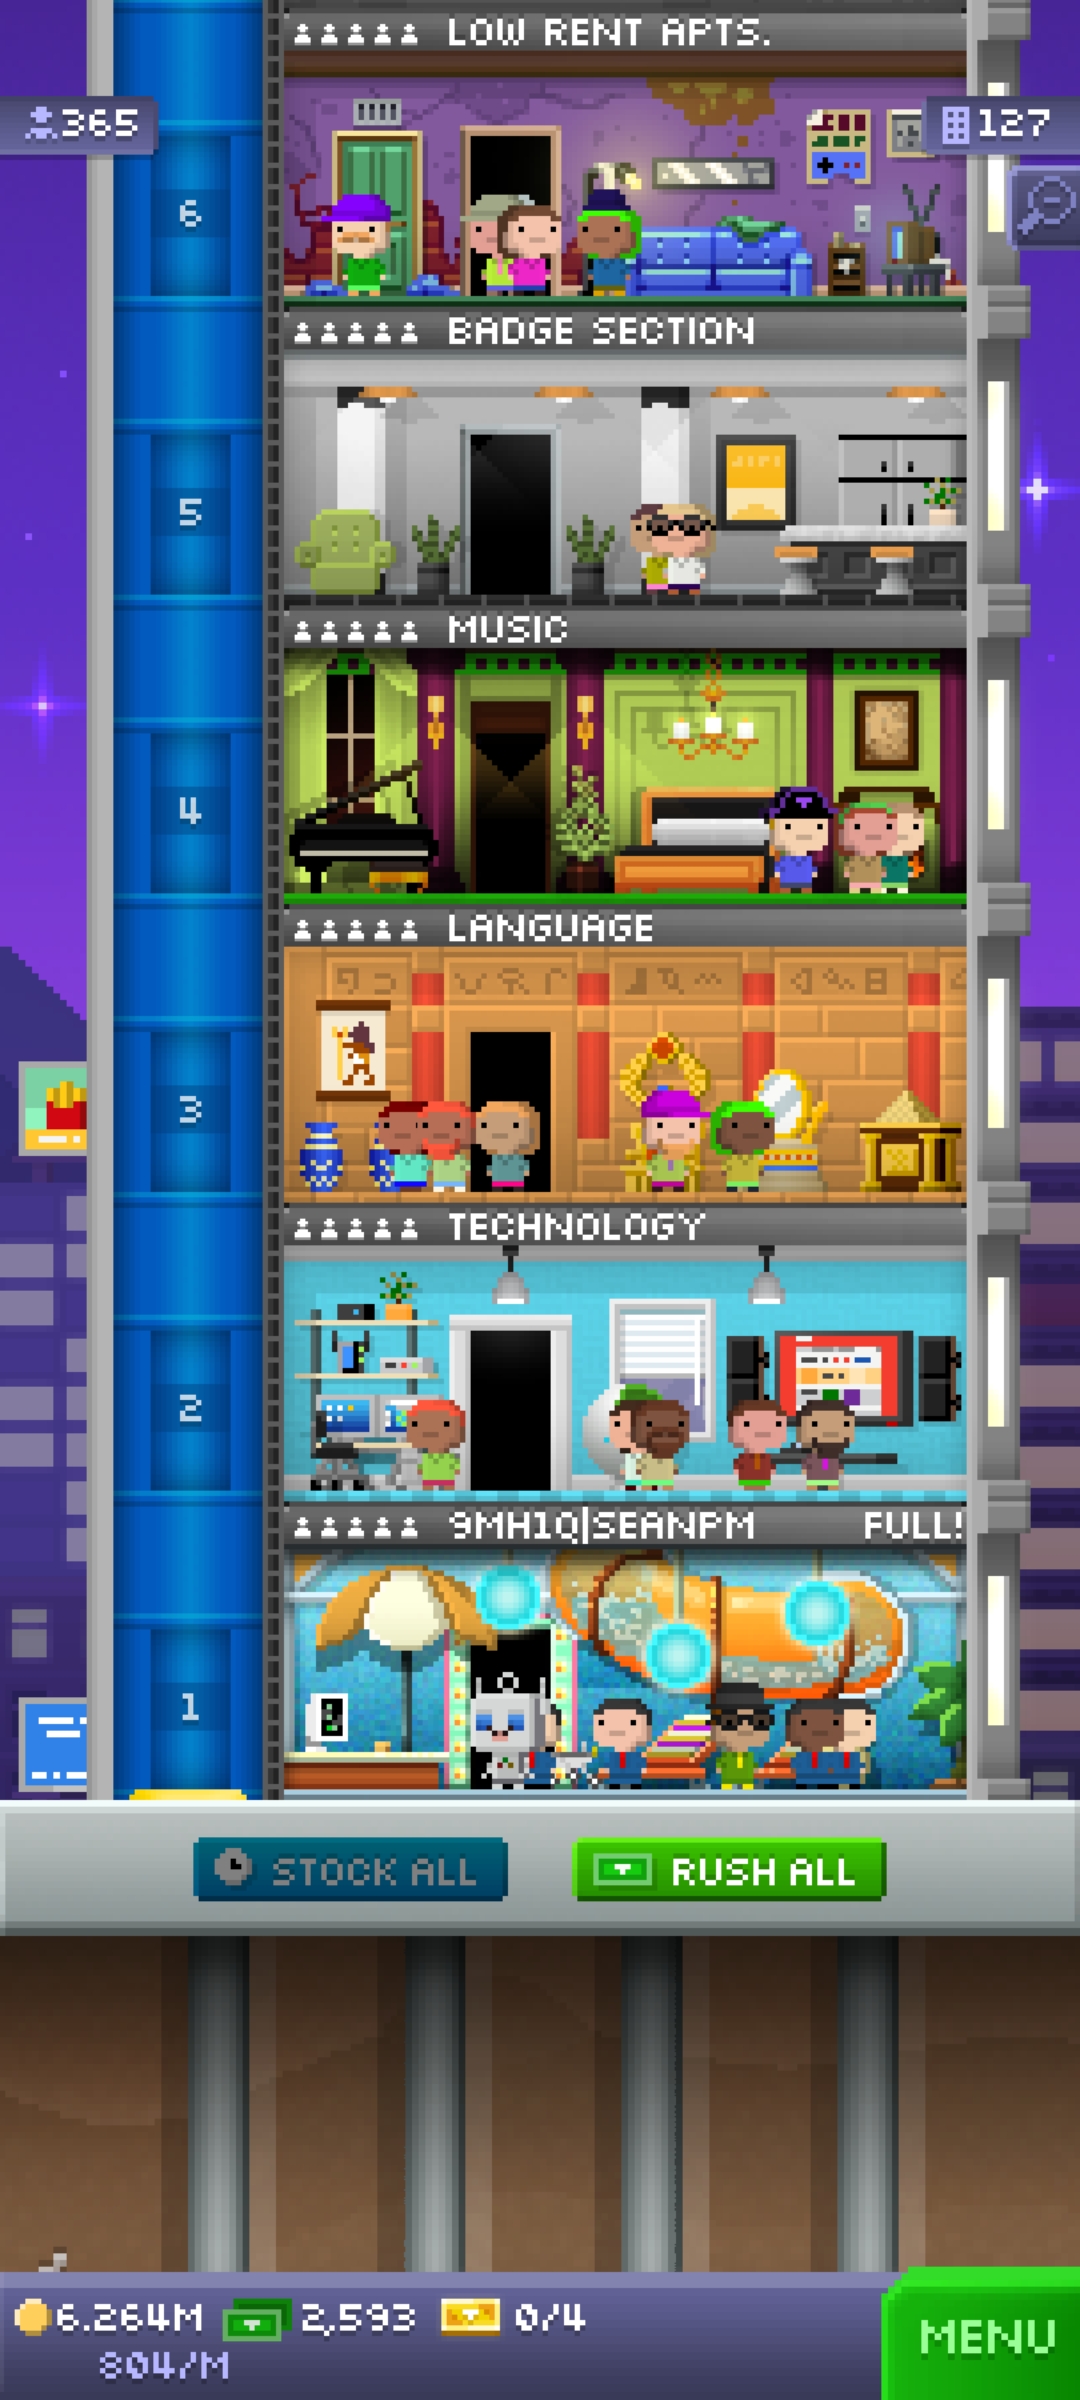 LOW RENT APTS.
365
127
6
BADGE SECTION
5
MUSIC
4
LANGUAGE
3
TECHNOLOGY
2
9MH1Q|SEANPM FULL!
1
STOCK ALL
RUSH ALL
6.264M 2,593 0/4
804/M
MENU